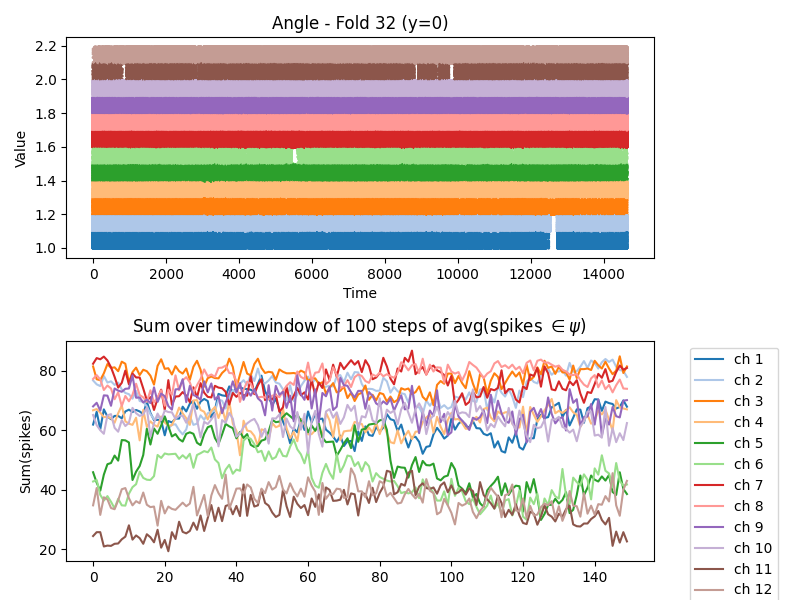 Angle - Fold 32 (y=0)
2.2
2.0
1.8
1.6
1.4
1.2
1.0
Value
0 2000 4000 6000 8000 10000 12000 14000
Time
Sum over timewindow of 100 steps of avg(spikes ∈ ψ)
80
60
40
20
Sum(spikes)
0 20 40 60 80 100 120 140
ch 1
ch 2
ch 3
ch 4
ch 5
ch 6
ch 7
ch 8
ch 9
ch 10
ch 11
ch 12